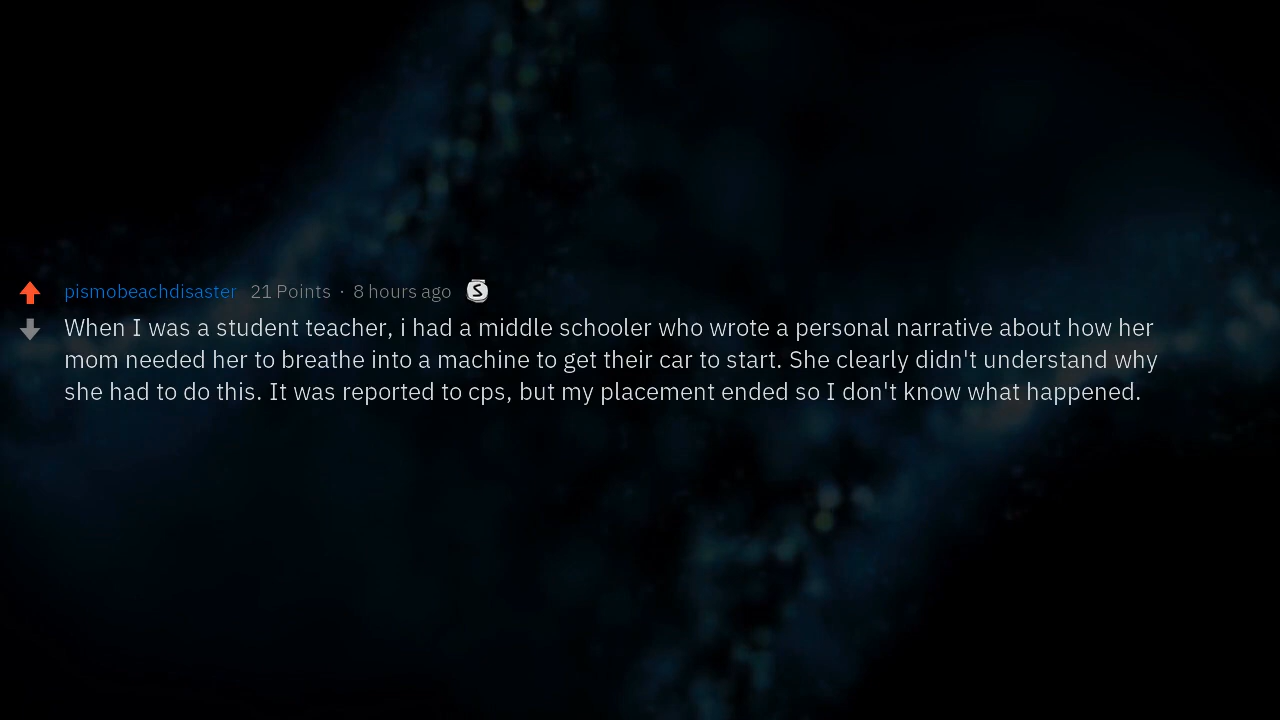 pismobeachdisaster 21 Points · 8 hours ago S
When I was a student teacher, i had a middle schooler who wrote a personal narrative about how her
mom needed her to breathe into a machine to get their car to start. She clearly didn't understand why
she had to do this. It was reported to cps, but my placement ended so I don't know what happened.